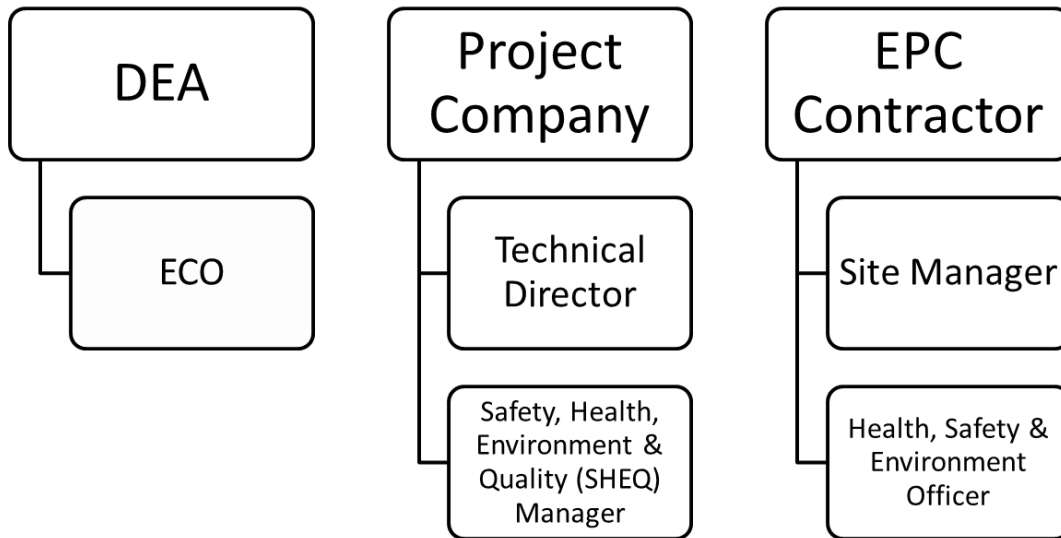 DEA
ECO
Project
Company
Technical
Director
Safety, Health,
Environment &
Quality (SHEQ)
Manager
EPC
Contractor
Site Manager
Health, Safety &
Environment
Officer